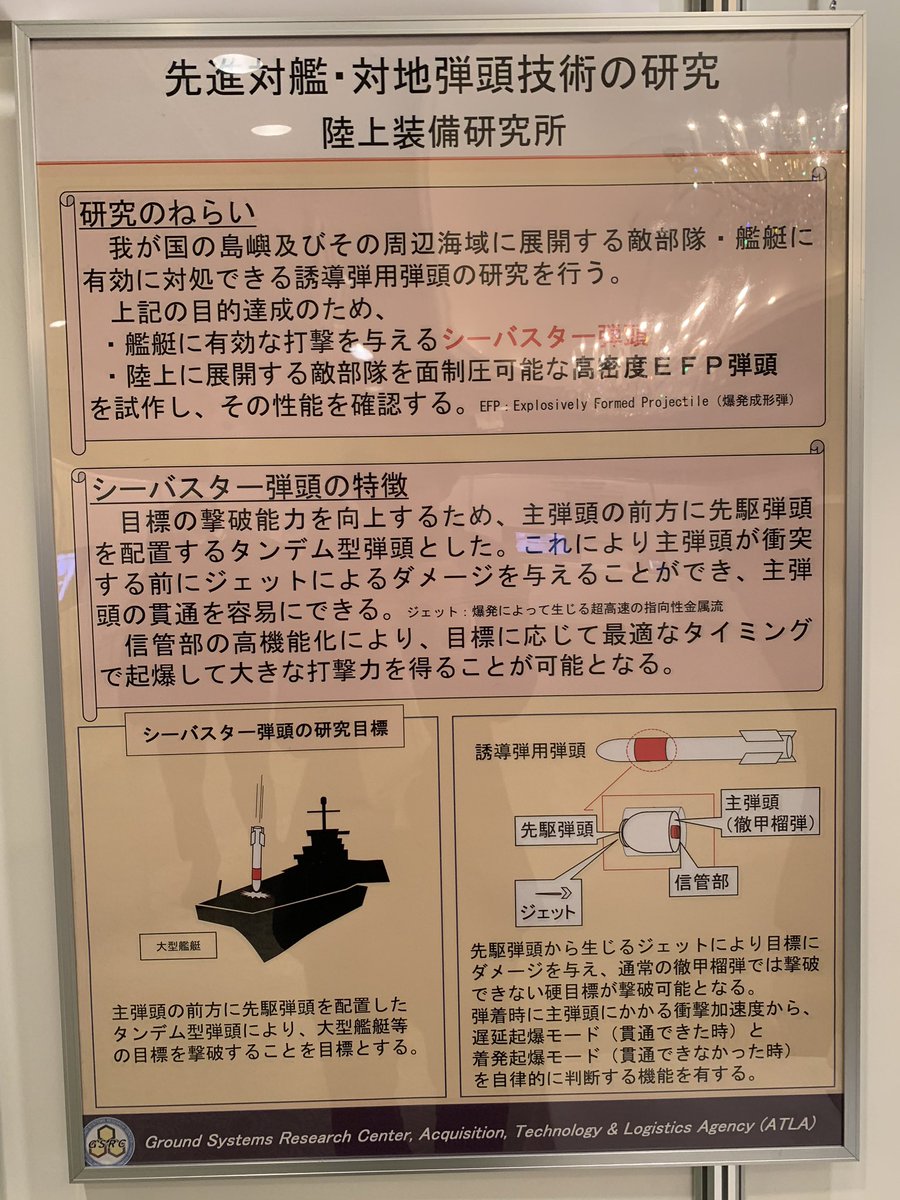 先進対艦・対地弾頭技術の研究
陸上装備研究所
研究のねらい
我が国の島嶼及びその周辺海域に展開する敵部隊・艦艇に
有効に対処できる誘導弾用弾頭の研究を行う。
上記の目的達成のため、
・艦艇に有効な打撃を与えるシーバスター弾頭
・陸上に展開する敵部隊を面制圧可能な高密度EFP弾頭
を試作し、その性能を確認する。EFP：Explosively Formed Projectile（爆発成形弾）
シーバスター弾頭の特徴
目標の撃破能力を向上するため、主弾頭の前方に先駆弾頭
を配置するタンデム型弾頭とした。これにより主弾頭が衝突
する前にジェットによるダメージを与えることができ、主弾
頭の貫通を容易にできる。ジェット：爆発によって生じる超高速の指向性金属流
信管部の高機能化により、目標に応じて最適なタイミング
で起爆して大きな打撃力を得ることが可能となる。
シーバスター弾頭の研究目標
大型艦艇
主弾頭の前方に先駆弾頭を配置した
タンデム型弾頭により、大型艦艇等
の目標を撃破することを目標とする。
誘導弾用弾頭
主弾頭
（徹甲榴弾）
先駆弾頭
信管部
ジェット
先駆弾頭から生じるジェットにより目標に
ダメージを与え、通常の徹甲榴弾では撃破
できない硬目標が撃破可能となる。
弾着時に主弾頭にかかる衝撃加速度から、
遅延起爆モード（貫通できた時）と
着発起爆モード（貫通できなかった時）
を自律的に判断する機能を有する。
GSRC
Ground Systems Research Center, Acquisition, Technology & Logistics Agency (ATLA)